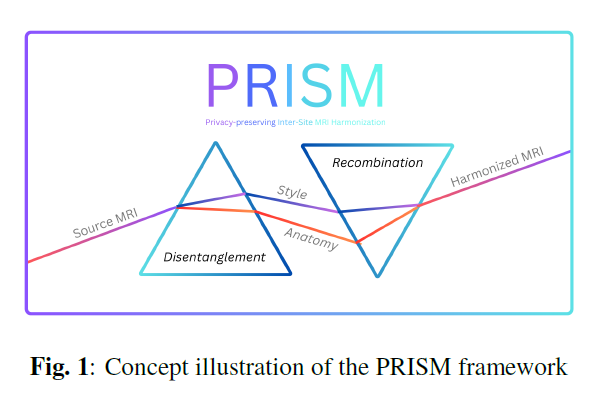 PRISM
Privacy-preserving Inter-Site MRI Harmonization
Recombination
Harmonized MRI
Style
Source MRI
Anatomy
Disentanglement
Fig. 1: Concept illustration of the PRISM framework